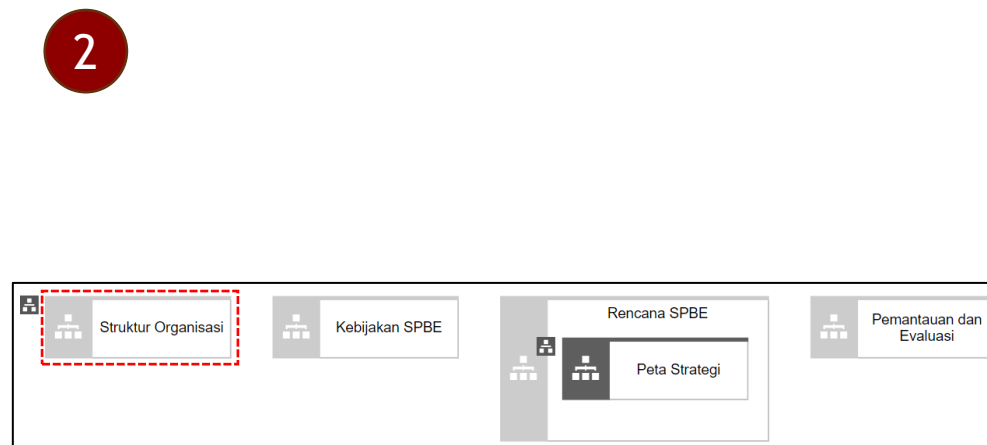 2
Struktur Organisasi
Kebijakan SPBE
Rencana SPBE
Peta Strategi
Pemantauan dan
Evaluasi